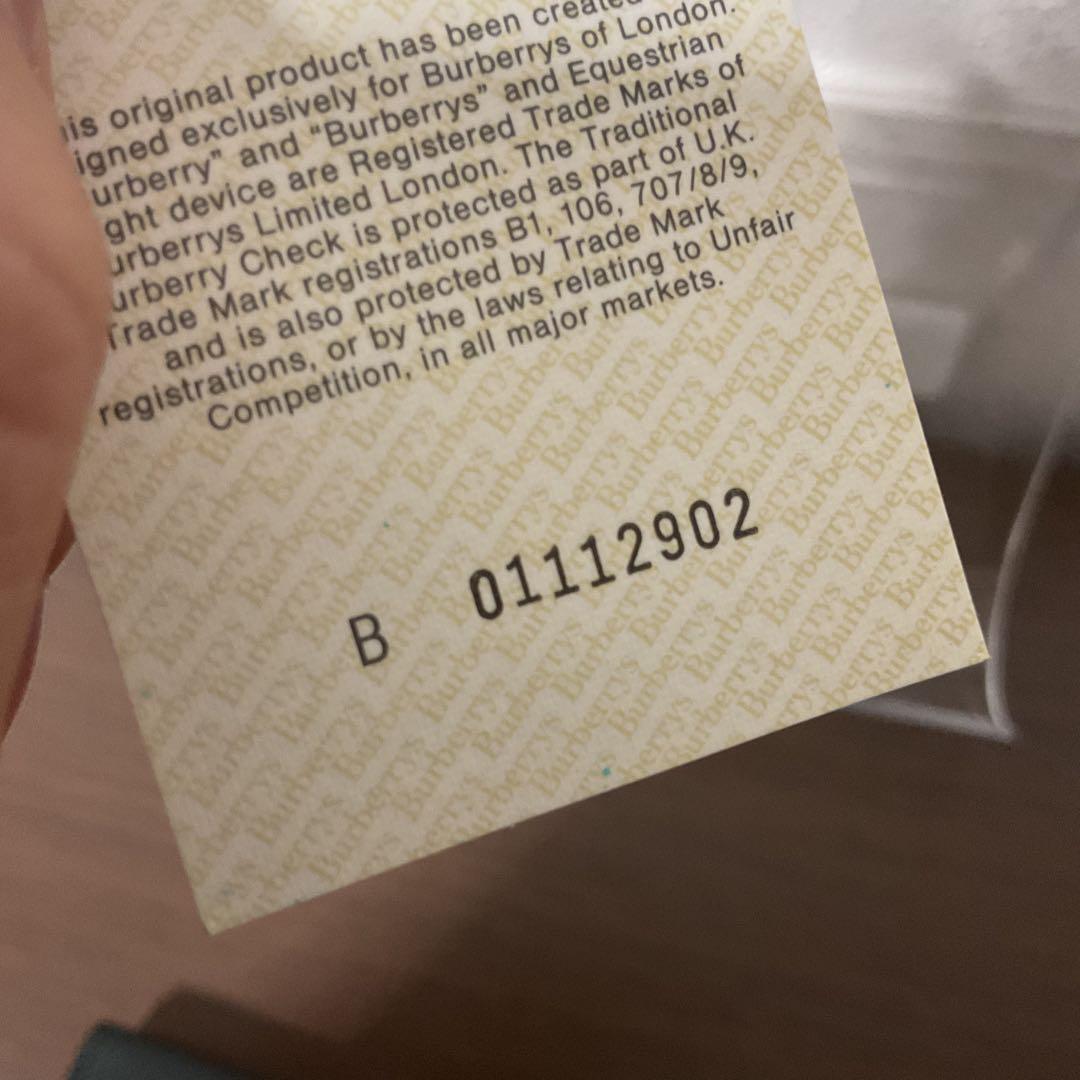 is original product has been create
igned exclusively for Burberrys of London.
urberry" and "Burberrys" and Equestrian
ght device are Registered Trade Marks of
urberrys Limited London. The Traditional
urberry Check is protected as part of U.K.
Trade Mark registrations B1, 106, 707/8/9,
and is also protected by Trade Mark
registrations, or by the laws relating to Unfair
Competition, in all major markets.
B 01112902